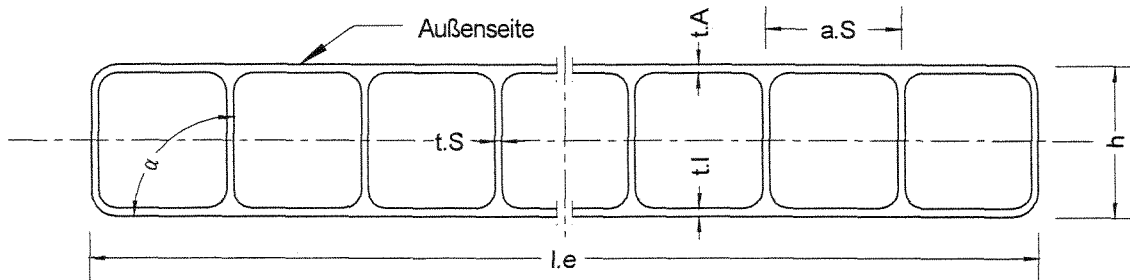 Außenseite
t.A
a.S
α
t.S
t.I
h
l.e